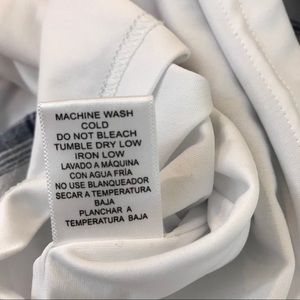 MACHINE WASH
COLD
DO NOT BLEACH
TUMBLE DRY LOW
IRON LOW
LAVADO A MÁQUINA
CON AGUA FRÍA
NO USE BLANQUEADOR
SECAR A TEMPERATURA
BAJA
PLANCHAR A
TEMPERATURA BAJA